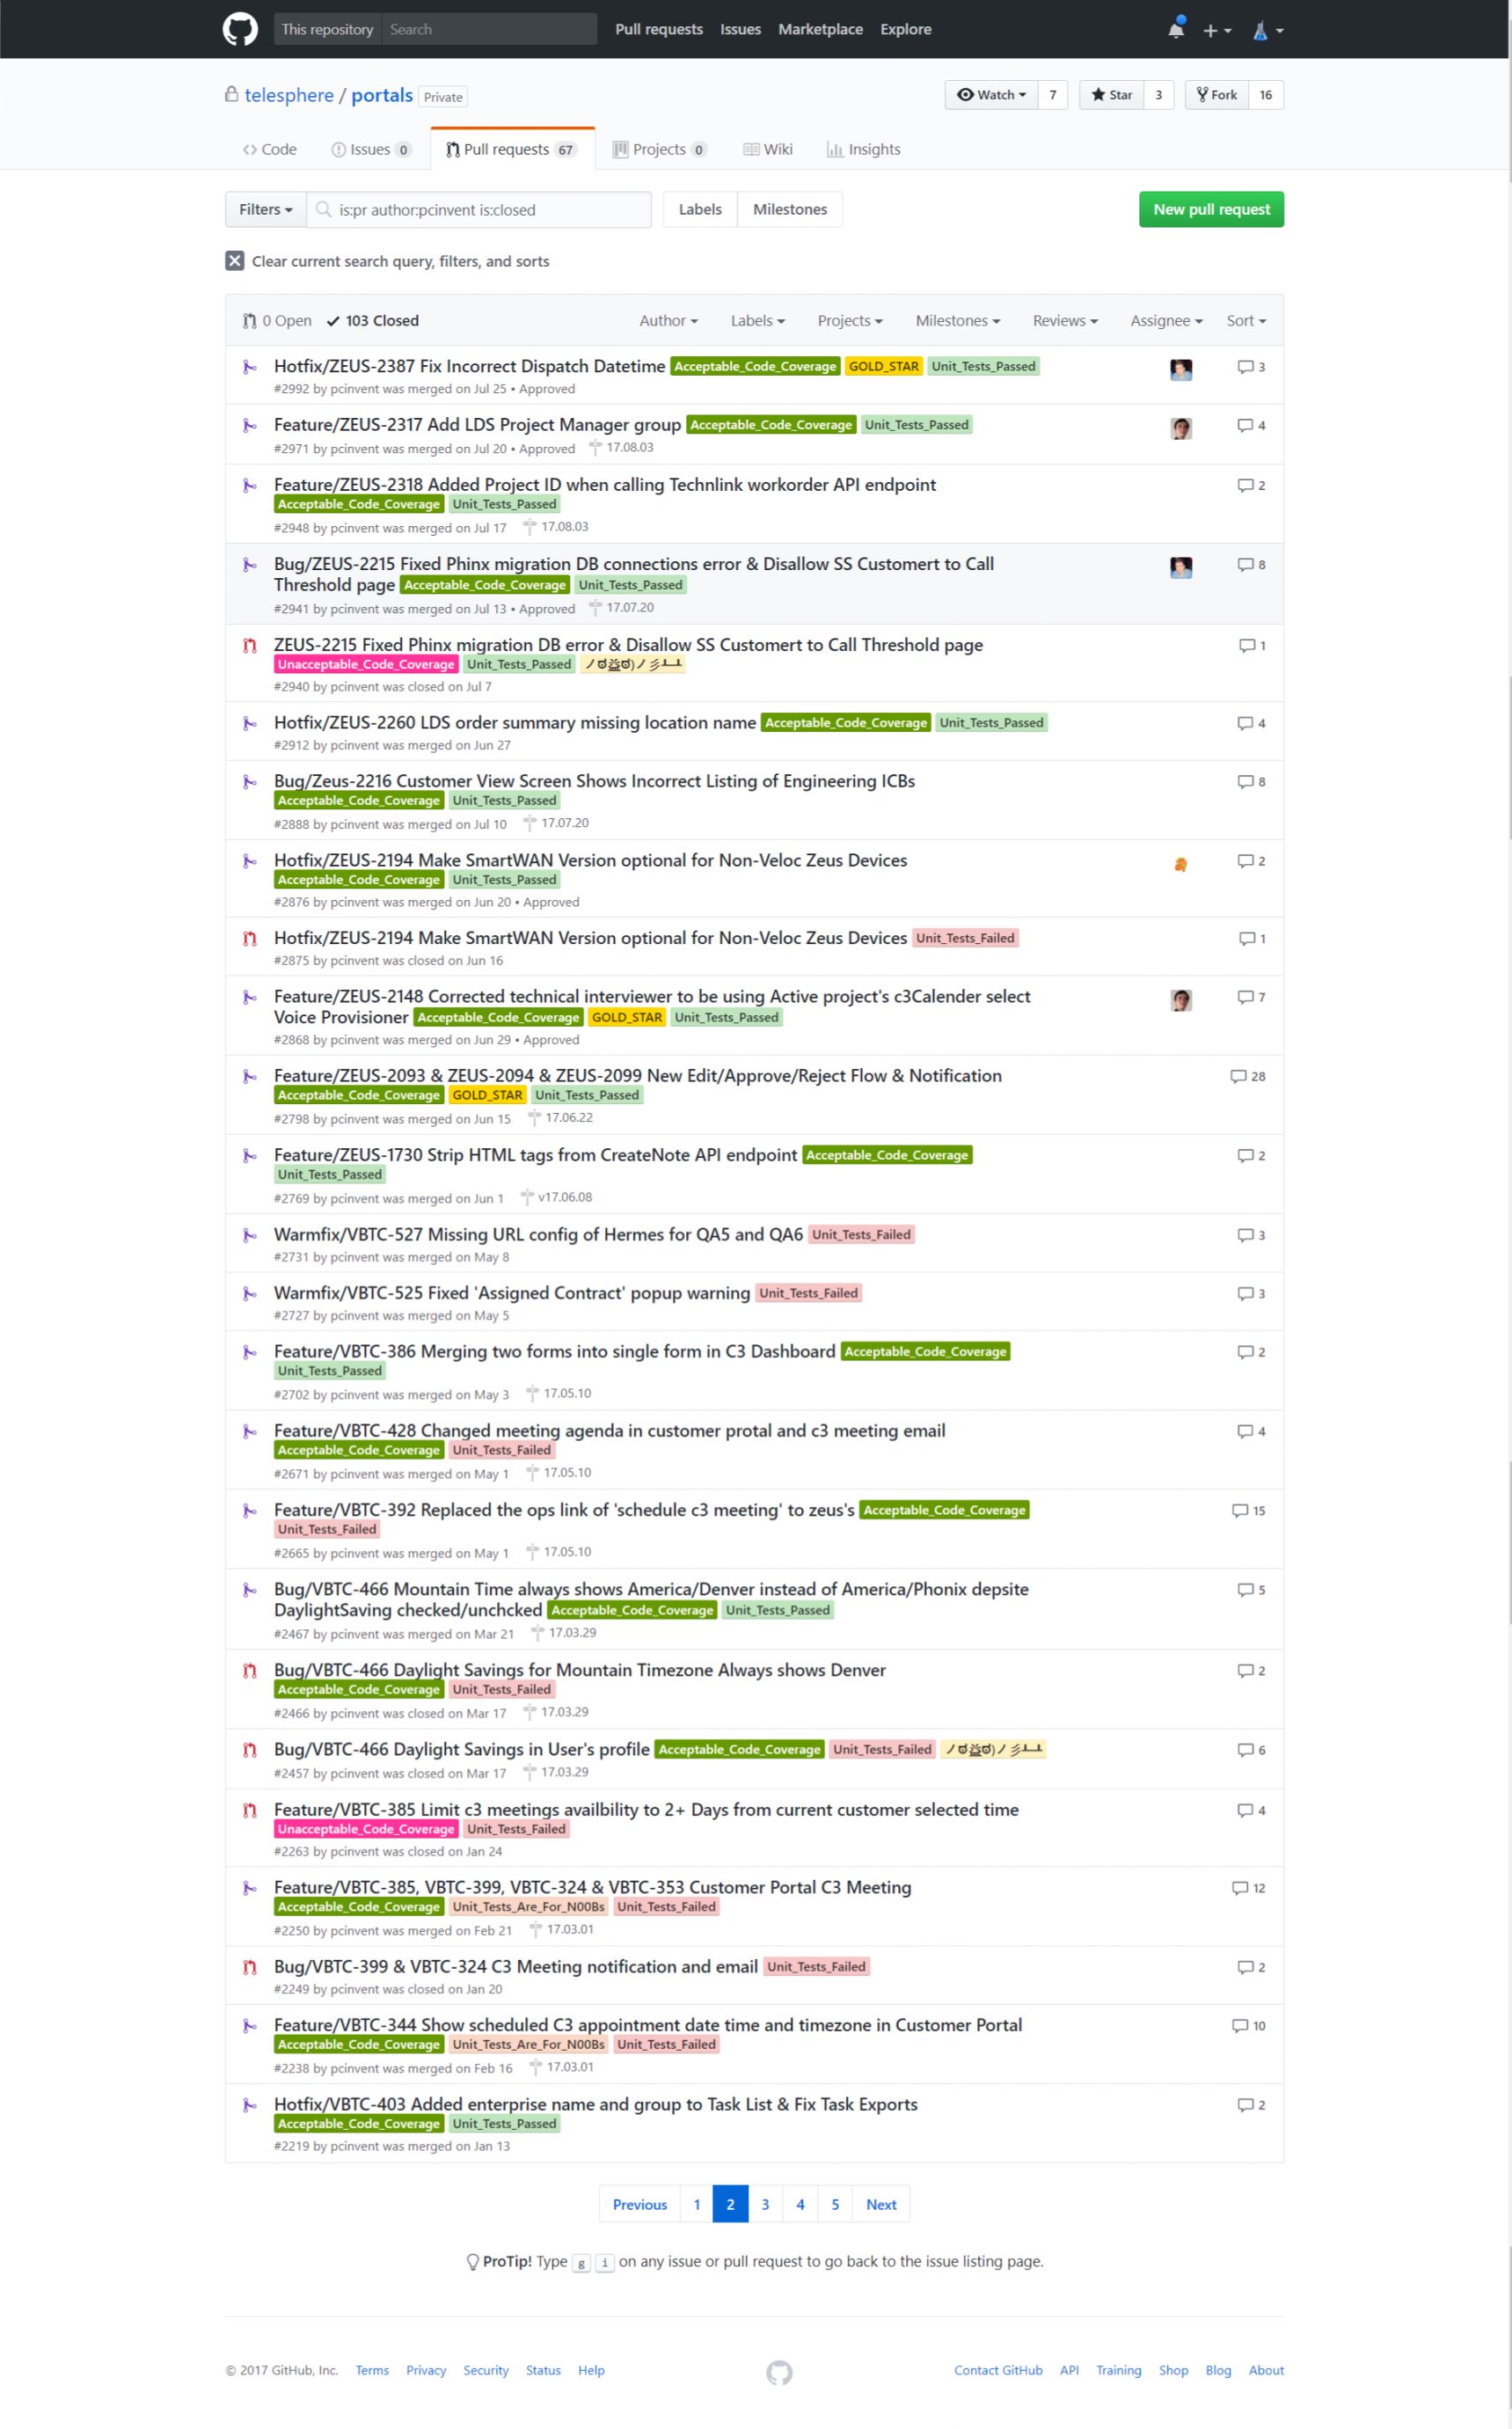 This repository Search Pull requests Issues Marketplace Explore
telesphere / portals Private Watch 7 Star 3 Fork 16
Code Issues 0 Pull requests 67 Projects 0 Wiki Insights
Filters is:pr author:pcinvent is:closed Labels Milestones New pull request
Clear current search query, filters, and sorts
0 Open 103 Closed Author Labels Projects Milestones Reviews Assignee Sort
Hotfix/ZEUS-2387 Fix Incorrect Dispatch Datetime Acceptable_Code_Coverage GOLD_STAR Unit_Tests_Passed 3
#2992 by pcinvent was merged on Jul 25 • Approved
Feature/ZEUS-2317 Add LDS Project Manager group Acceptable_Code_Coverage Unit_Tests_Passed 4
#2971 by pcinvent was merged on Jul 20 • Approved 17.08.03
Feature/ZEUS-2318 Added Project ID when calling Technlink workorder API endpoint 2
Acceptable_Code_Coverage Unit_Tests_Passed
#2948 by pcinvent was merged on Jul 17 17.08.03
Bug/ZEUS-2215 Fixed Phinx migration DB connections error & Disallow SS Customert to Call 8
Threshold page Acceptable_Code_Coverage Unit_Tests_Passed
#2941 by pcinvent was merged on Jul 13 • Approved 17.07.20
ZEUS-2215 Fixed Phinx migration DB error & Disallow SS Customert to Call Threshold page 1
Unacceptable_Code_Coverage Unit_Tests_Passed ノಠ益ಠ)ノ彡┻━┻
#2940 by pcinvent was closed on Jul 7
Hotfix/ZEUS-2260 LDS order summary missing location name Acceptable_Code_Coverage Unit_Tests_Passed 4
#2912 by pcinvent was merged on Jun 27
Bug/Zeus-2216 Customer View Screen Shows Incorrect Listing of Engineering ICBs 8
Acceptable_Code_Coverage Unit_Tests_Passed
#2888 by pcinvent was merged on Jul 10 17.07.20
Hotfix/ZEUS-2194 Make SmartWAN Version optional for Non-Veloc Zeus Devices 2
Acceptable_Code_Coverage Unit_Tests_Passed
#2876 by pcinvent was merged on Jun 20 • Approved
Hotfix/ZEUS-2194 Make SmartWAN Version optional for Non-Veloc Zeus Devices Unit_Tests_Failed 1
#2875 by pcinvent was closed on Jun 16
Feature/ZEUS-2148 Corrected technical interviewer to be using Active project's c3Calender select 7
Voice Provisioner Acceptable_Code_Coverage GOLD_STAR Unit_Tests_Passed
#2868 by pcinvent was merged on Jun 29 • Approved
Feature/ZEUS-2093 & ZEUS-2094 & ZEUS-2099 New Edit/Approve/Reject Flow & Notification 28
Acceptable_Code_Coverage GOLD_STAR Unit_Tests_Passed
#2798 by pcinvent was merged on Jun 15 17.06.22
Feature/ZEUS-1730 Strip HTML tags from CreateNote API endpoint Acceptable_Code_Coverage 2
Unit_Tests_Passed
#2769 by pcinvent was merged on Jun 1 v17.06.08
Warmfix/VBTC-527 Missing URL config of Hermes for QA5 and QA6 Unit_Tests_Failed 3
#2731 by pcinvent was merged on May 8
Warmfix/VBTC-525 Fixed 'Assigned Contract' popup warning Unit_Tests_Failed 3
#2727 by pcinvent was merged on May 5
Feature/VBTC-386 Merging two forms into single form in C3 Dashboard Acceptable_Code_Coverage 2
Unit_Tests_Passed
#2702 by pcinvent was merged on May 3 17.05.10
Feature/VBTC-428 Changed meeting agenda in customer protal and c3 meeting email 4
Acceptable_Code_Coverage Unit_Tests_Failed
#2671 by pcinvent was merged on May 1 17.05.10
Feature/VBTC-392 Replaced the ops link of 'schedule c3 meeting' to zeus's Acceptable_Code_Coverage 15
Unit_Tests_Failed
#2665 by pcinvent was merged on May 1 17.05.10
Bug/VBTC-466 Mountain Time always shows America/Denver instead of America/Phonix depsite 5
DaylightSaving checked/unchcked Acceptable_Code_Coverage Unit_Tests_Passed
#2467 by pcinvent was merged on Mar 21 17.03.29
Bug/VBTC-466 Daylight Savings for Mountain Timezone Always shows Denver 2
Acceptable_Code_Coverage Unit_Tests_Failed
#2466 by pcinvent was closed on Mar 17 17.03.29
Bug/VBTC-466 Daylight Savings in User's profile Acceptable_Code_Coverage Unit_Tests_Failed ノಠ益ಠ)ノ彡┻━┻ 6
#2457 by pcinvent was closed on Mar 17 17.03.29
Feature/VBTC-385 Limit c3 meetings availbility to 2+ Days from current customer selected time 4
Unacceptable_Code_Coverage Unit_Tests_Failed
#2263 by pcinvent was closed on Jan 24
Feature/VBTC-385, VBTC-399, VBTC-324 & VBTC-353 Customer Portal C3 Meeting 12
Acceptable_Code_Coverage Unit_Tests_Are_For_N00Bs Unit_Tests_Failed
#2250 by pcinvent was merged on Feb 21 17.03.01
Bug/VBTC-399 & VBTC-324 C3 Meeting notification and email Unit_Tests_Failed 2
#2249 by pcinvent was closed on Jan 20
Feature/VBTC-344 Show scheduled C3 appointment date time and timezone in Customer Portal 10
Acceptable_Code_Coverage Unit_Tests_Are_For_N00Bs Unit_Tests_Failed
#2238 by pcinvent was merged on Feb 16 17.03.01
Hotfix/VBTC-403 Added enterprise name and group to Task List & Fix Task Exports 2
Acceptable_Code_Coverage Unit_Tests_Passed
#2219 by pcinvent was merged on Jan 13
Previous 1 2 3 4 5 Next
ProTip! Type g i on any issue or pull request to go back to the issue listing page.
© 2017 GitHub, Inc. Terms Privacy Security Status Help Contact GitHub API Training Shop Blog About